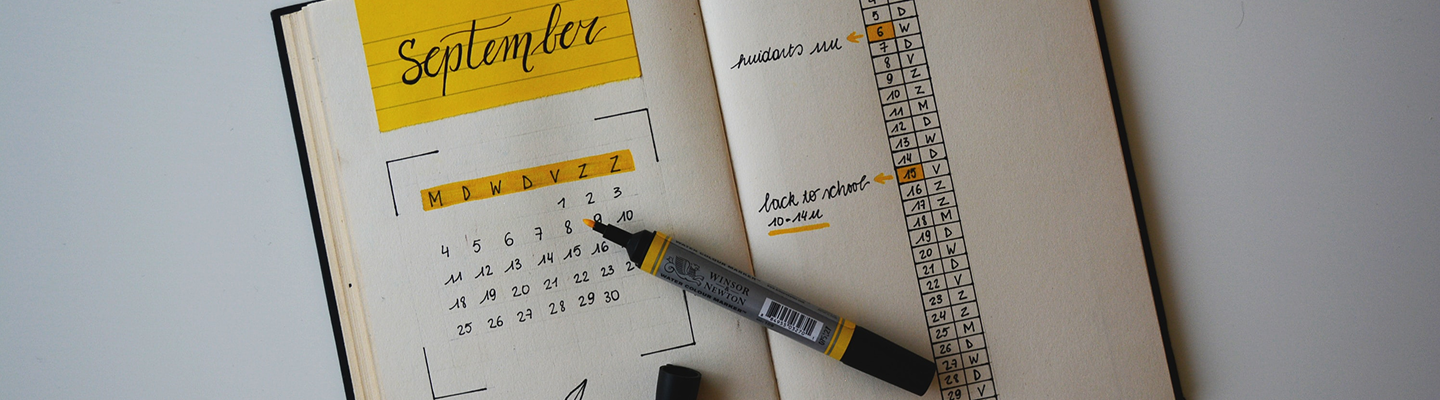 September
M D W D V Z Z
1 2 3
4 5 6 7 8 9 10
11 12 13 14 15 16
18 19 20 21 22 23
25 26 27 28 29 30
WINSOR
&
NEWTON
WATER COLOUR MARKER
5 D
6 W
7 D
8 V
9 Z
10 Z
11 M
12 D
13 W
14 D
15 V
16 Z
17 Z
18 M
19 D
20 W
21 D
22 V
23 Z
24 Z
25 M
26 D
27 W
28 D
29 V
huidarts
back to school
10-14u